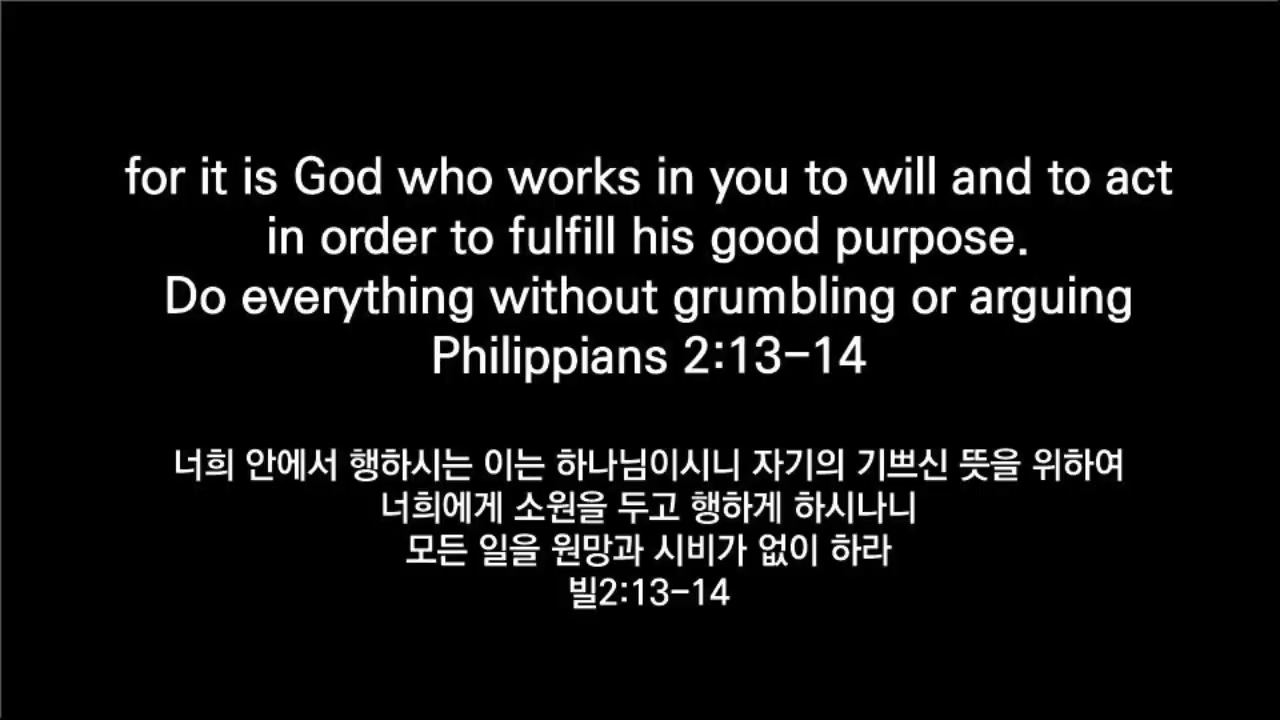 for it is God who works in you to will and to act
in order to fulfill his good purpose.
Do everything without grumbling or arguing
Philippians 2:13-14
너희 안에서 행하시는 이는 하나님이시니 자기의 기쁘신 뜻을 위하여
너희에게 소원을 두고 행하게 하시나니
모든 일을 원망과 시비가 없이 하라
빌2:13-14